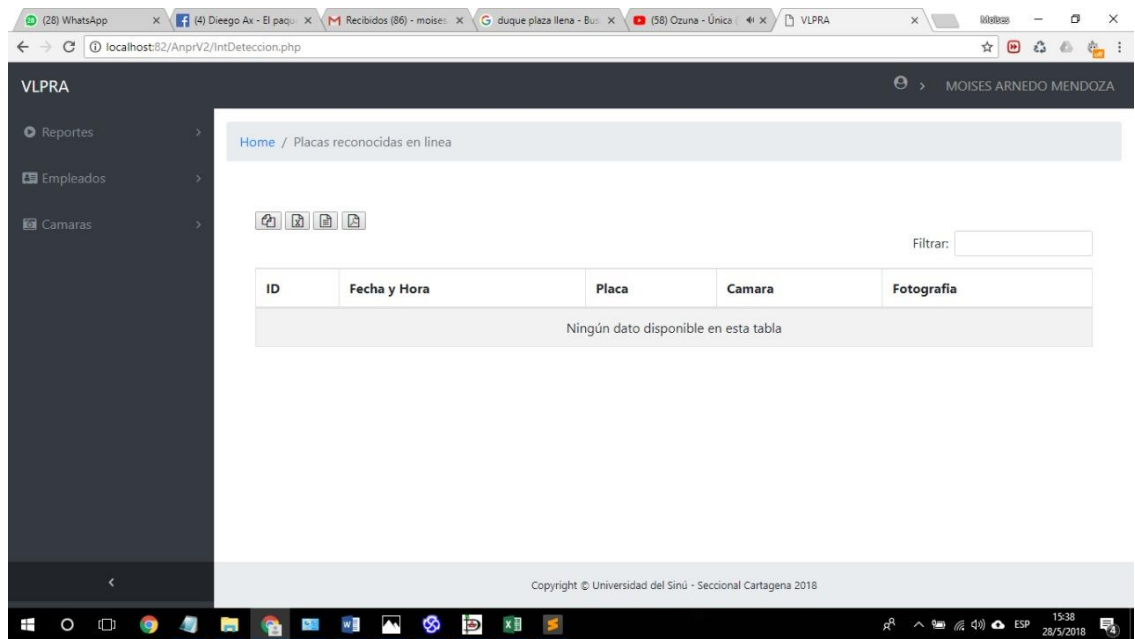 (28) WhatsApp
(4) Dieego Ax - El paqu
Recibidos (86) - moises.
duque plaza llena - Bus
(58) Ozuna - Única
VLPRA
Moises
localhost:82/AnprV2/IntDeteccion.php
VLPRA
MOISES ARNEDO MENDOZA
Reportes
Empleados
Camaras
Home / Placas reconocidas en linea
Filtrar:
ID Fecha y Hora Placa Camara Fotografia
Ningún dato disponible en esta tabla
Copyright © Universidad del Sinú - Seccional Cartagena 2018
ESP
15:38
28/5/2018
4